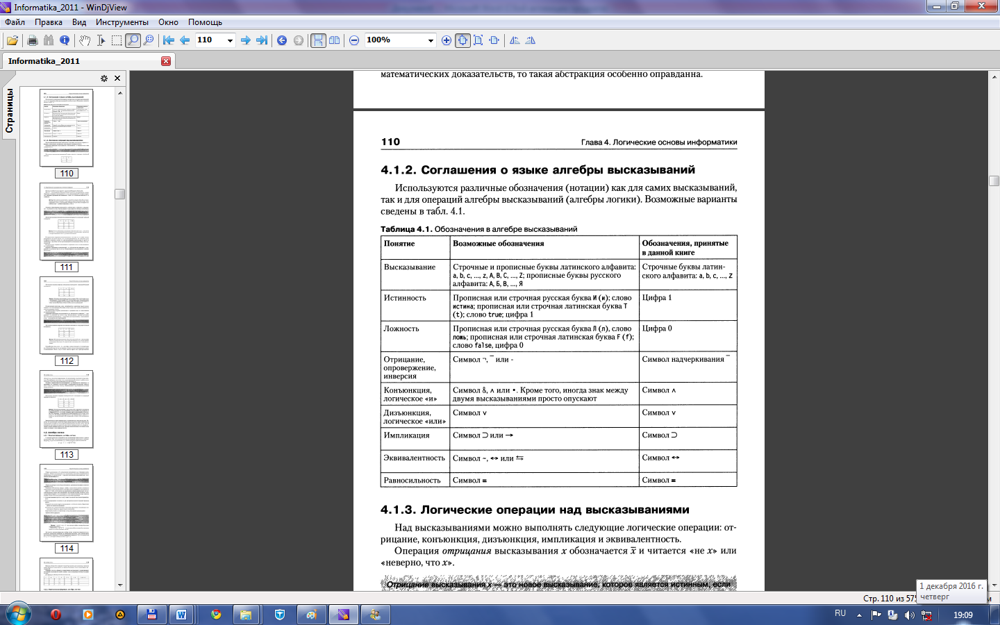 Informatika_2011 - WinDjView
Файл Правка Вид Инструменты Окно Помощь
110 100%
Informatika_2011
Страницы
110
111
112
113
114
математических доказательств, то такая абстракция особенно оправданна.
110 Глава 4. Логические основы информатики
4.1.2. Соглашения о языке алгебры высказываний
Используются различные обозначения (нотации) как для самих высказываний,
так и для операций алгебры высказываний (алгебры логики). Возможные варианты
сведены в табл. 4.1.
Таблица 4.1. Обозначения в алгебре высказываний
Понятие Возможные обозначения Обозначения, принятые
в данной книге
Высказывание Строчные и прописные буквы латинского алфавита: Строчные буквы латин-
a, b, c, ..., z, A, B, C, ..., Z; прописные буквы русского ского алфавита: a, b, c, ..., z
алфавита: А, Б, В, ..., Я
Истинность Прописная или строчная русская буква И (и); слово Цифра 1
истина; прописная или строчная латинская буква T
(t); слово true; цифра 1
Ложность Прописная или строчная русская буква Л (л), слово Цифра 0
ложь; прописная или строчная латинская буква F (f);
слово false, цифра 0
Отрицание, Символ ¬, ¯ или - Символ надчеркивания ¯
опровержение,
инверсия
Конъюнкция, Символ &, ∧ или •. Кроме того, иногда знак между Символ ∧
логическое «и» двумя высказываниями просто опускают
Дизъюнкция, Символ ∨ Символ ∨
логическое «или»
Импликация Символ ⊃ или → Символ ⊃
Эквивалентность Символ ~, ↔ или ⇆ Символ ↔
Равносильность Символ ≡ Символ ≡
4.1.3. Логические операции над высказываниями
Над высказываниями можно выполнять следующие логические операции: от-
рицание, конъюнкция, дизъюнкция, импликация и эквивалентность.
Операция отрицания высказывания x обозначается x̅ и читается «не x» или
«неверно, что x».
Отрицание высказывания x — это новое высказывание, которое является истинным, если
Стр. 110 из 575
1 декабря 2016 г.
четверг
RU 19:09